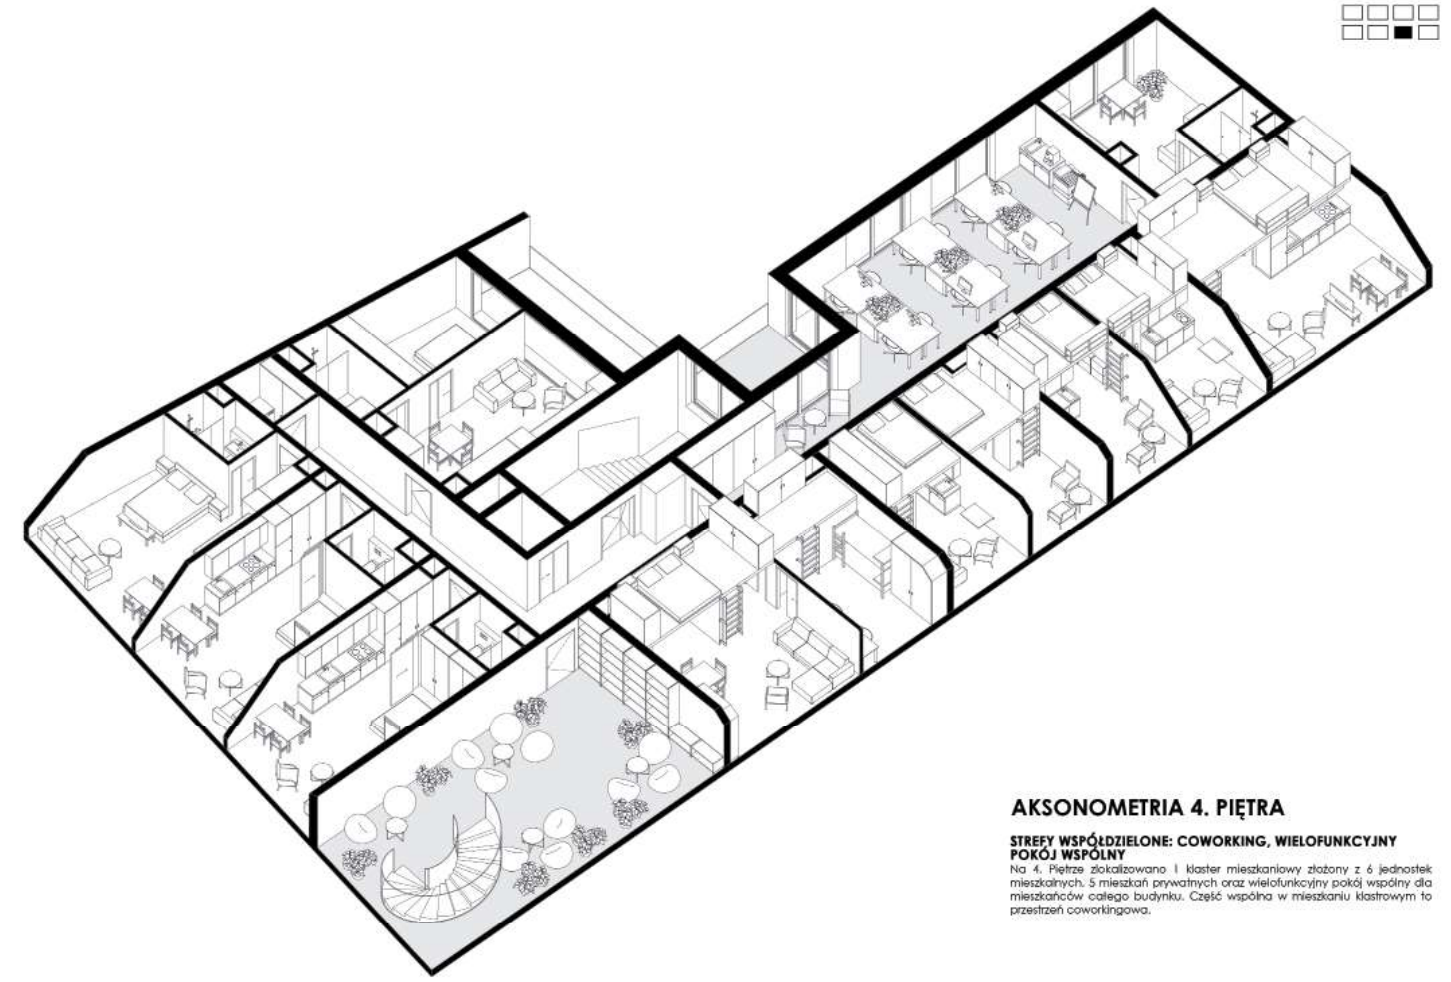 AKSONOMETRIA 4. PIĘTRA
STREFY WSPÓŁDZIELONE: COWORKING, WIELOFUNKCYJNY
POKÓJ WSPÓLNY
Na 4. Piętrze zlokalizowano 1 klaster mieszkaniowy złożony z 6 jednostek
mieszkalnych, 5 mieszkań prywatnych oraz wielofunkcyjny pokój wspólny dla
mieszkańców całego budynku. Część wspólna w mieszkaniu klastrowym to
przestrzeń coworkingowa.